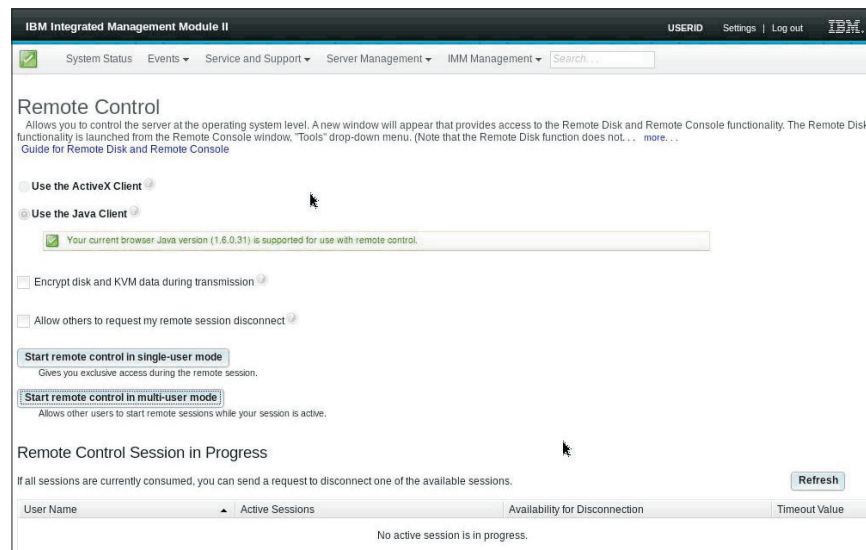 IBM Integrated Management Module II
USERID Settings | Log out IBM.
System Status Events Service and Support Server Management IMM Management Search...
Remote Control
Allows you to control the server at the operating system level. A new window will appear that provides access to the Remote Disk and Remote Console functionality. The Remote Disk
functionality is launched from the Remote Console window, "Tools" drop-down menu. (Note that the Remote Disk function does not. . . more. . .
Guide for Remote Disk and Remote Console
Use the ActiveX Client
Use the Java Client
Your current browser Java version (1.6.0.31) is supported for use with remote control.
Encrypt disk and KVM data during transmission
Allow others to request my remote session disconnect
Start remote control in single-user mode
Gives you exclusive access during the remote session.
Start remote control in multi-user mode
Allows other users to start remote sessions while your session is active.
Remote Control Session in Progress
If all sessions are currently consumed, you can send a request to disconnect one of the available sessions.
Refresh
User Name Active Sessions Availability for Disconnection Timeout Value
No active session is in progress.